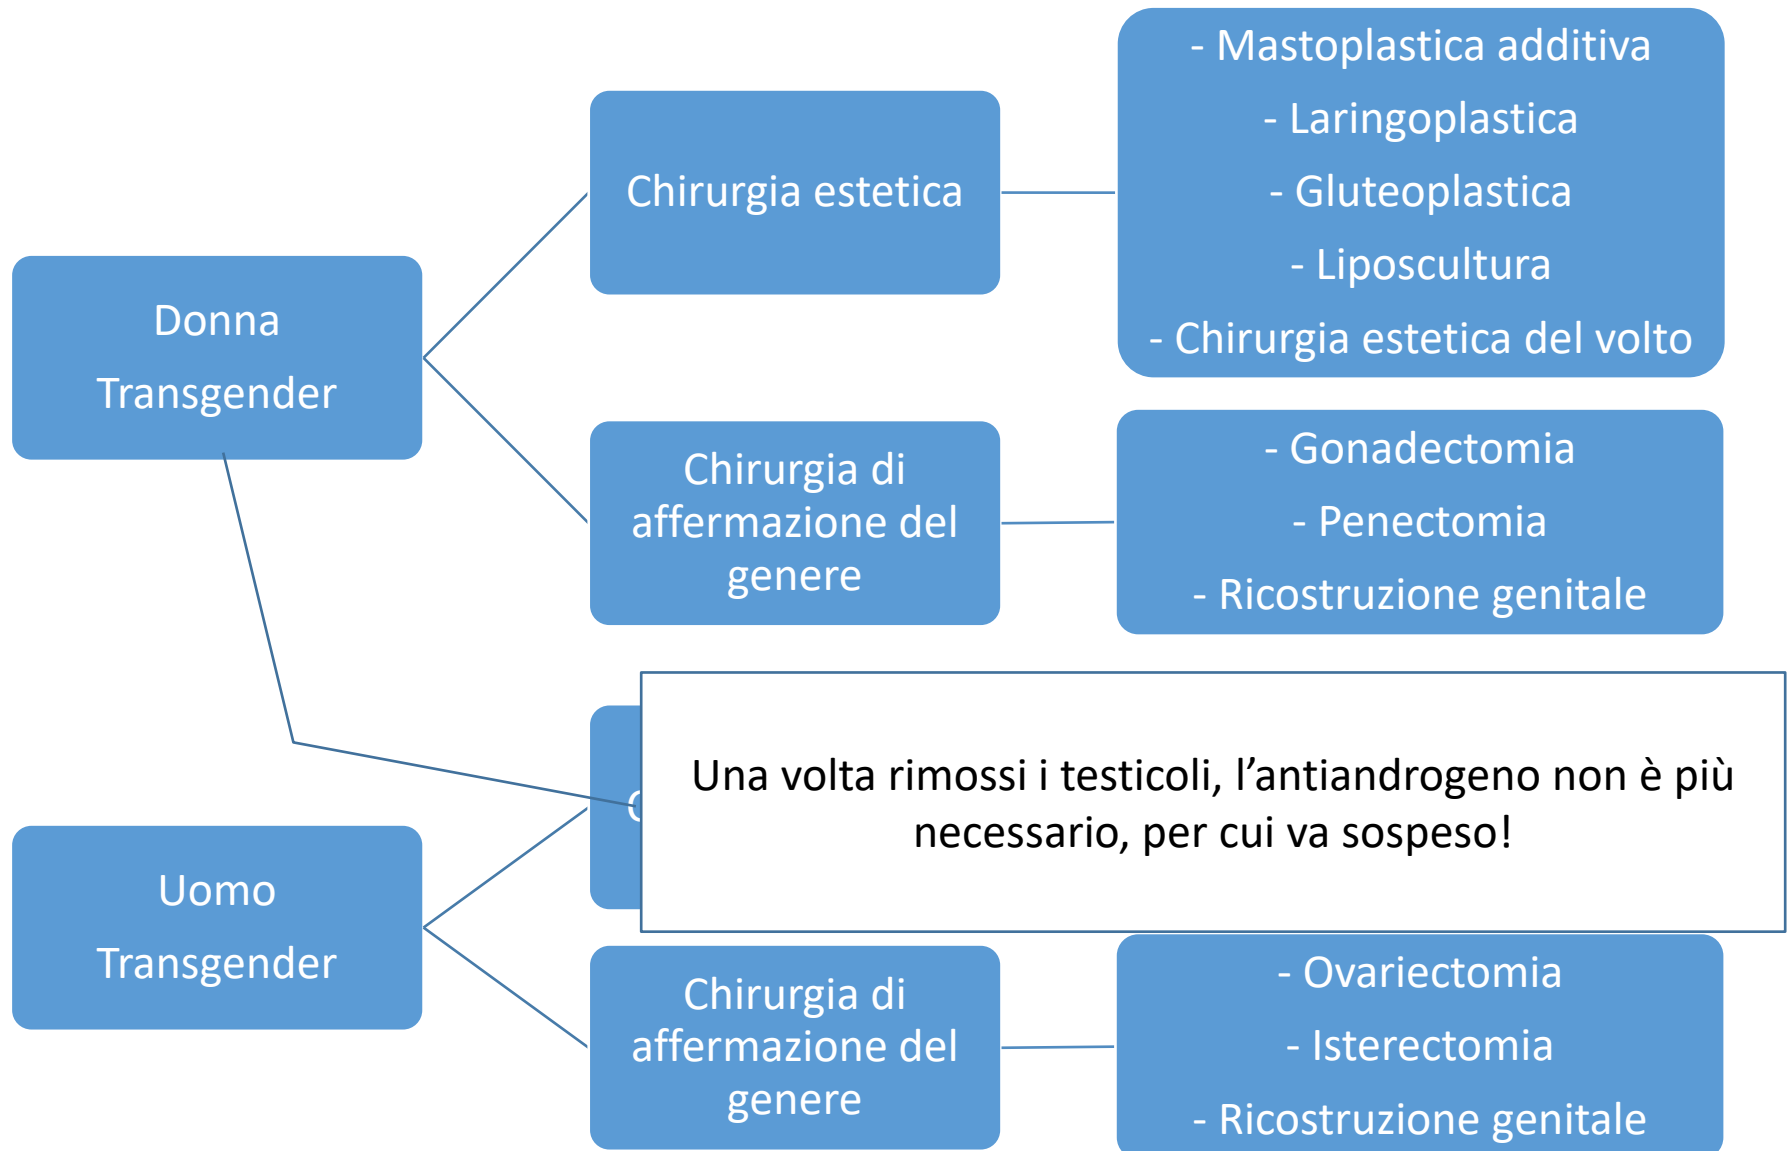 Donna
Transgender
Chirurgia estetica
- Mastoplastica additiva
- Laringoplastica
- Gluteoplastica
- Liposcultura
- Chirurgia estetica del volto
Chirurgia di
affermazione del
genere
- Gonadectomia
- Penectomia
- Ricostruzione genitale
Una volta rimossi i testicoli, l’antiandrogeno non è più
necessario, per cui va sospeso!
Uomo
Transgender
Chirurgia di
affermazione del
genere
- Ovariectomia
- Isterectomia
- Ricostruzione genitale